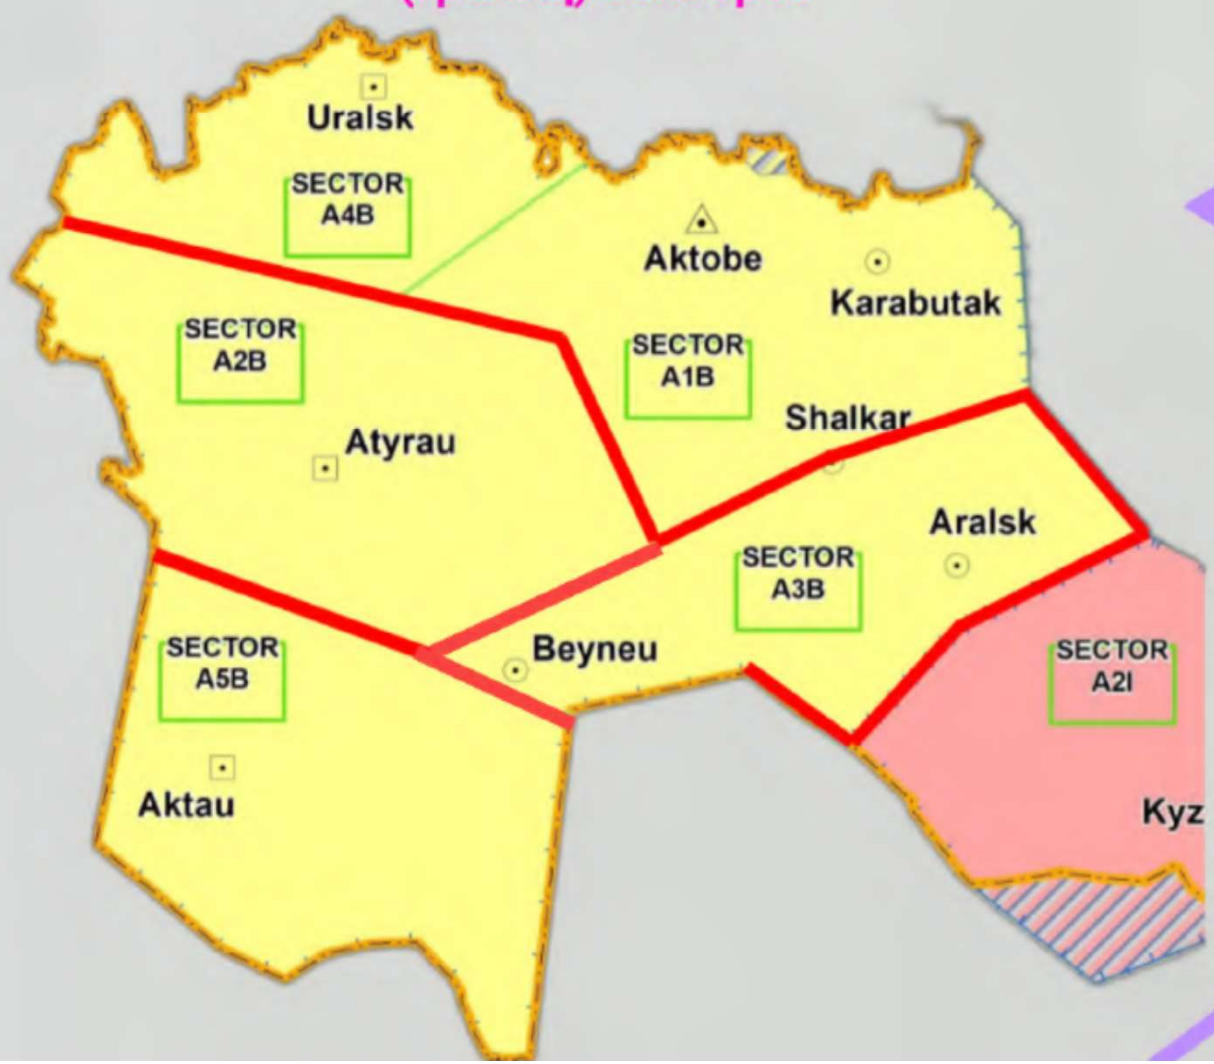 Uralsk
SECTOR
A4B
Aktobe
Karabutak
SECTOR
A2B
SECTOR
A1B
Shalkar
Atyrau
Aralsk
SECTOR
A3B
Beyneu
SECTOR
A5B
SECTOR
A2I
Aktau
Kyz